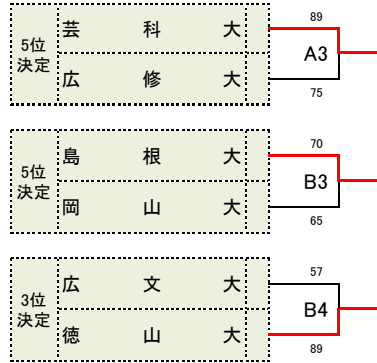 芸科大 89
5位決定 A3
広修大 75
島根大 70
5位決定 B3
岡山大 65
広文大 57
3位決定 B4
徳山大 89